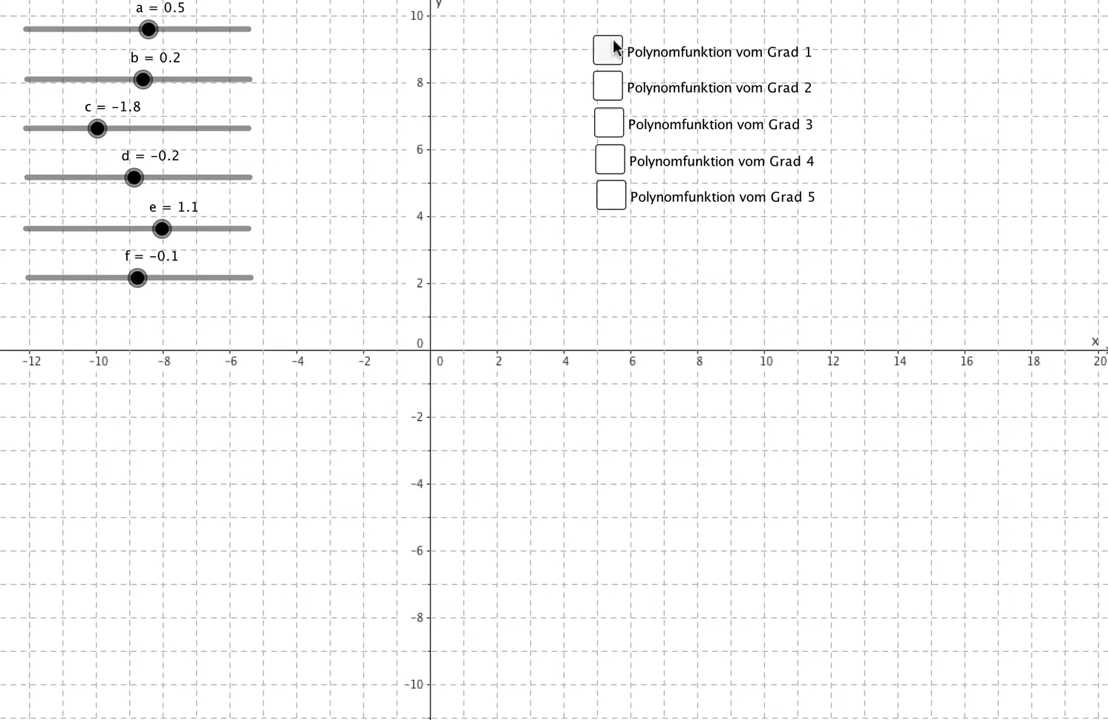 a = 0.5
b = 0.2
c = −1.8
d = −0.2
e = 1.1
f = −0.1
y
10
8
6
4
2
0
−2
−4
−6
−8
−10
Polynomfunktion vom Grad 1
Polynomfunktion vom Grad 2
Polynomfunktion vom Grad 3
Polynomfunktion vom Grad 4
Polynomfunktion vom Grad 5
x
−12 −10 −8 −6 −4 −2 0 2 4 6 8 10 12 14 16 18 20